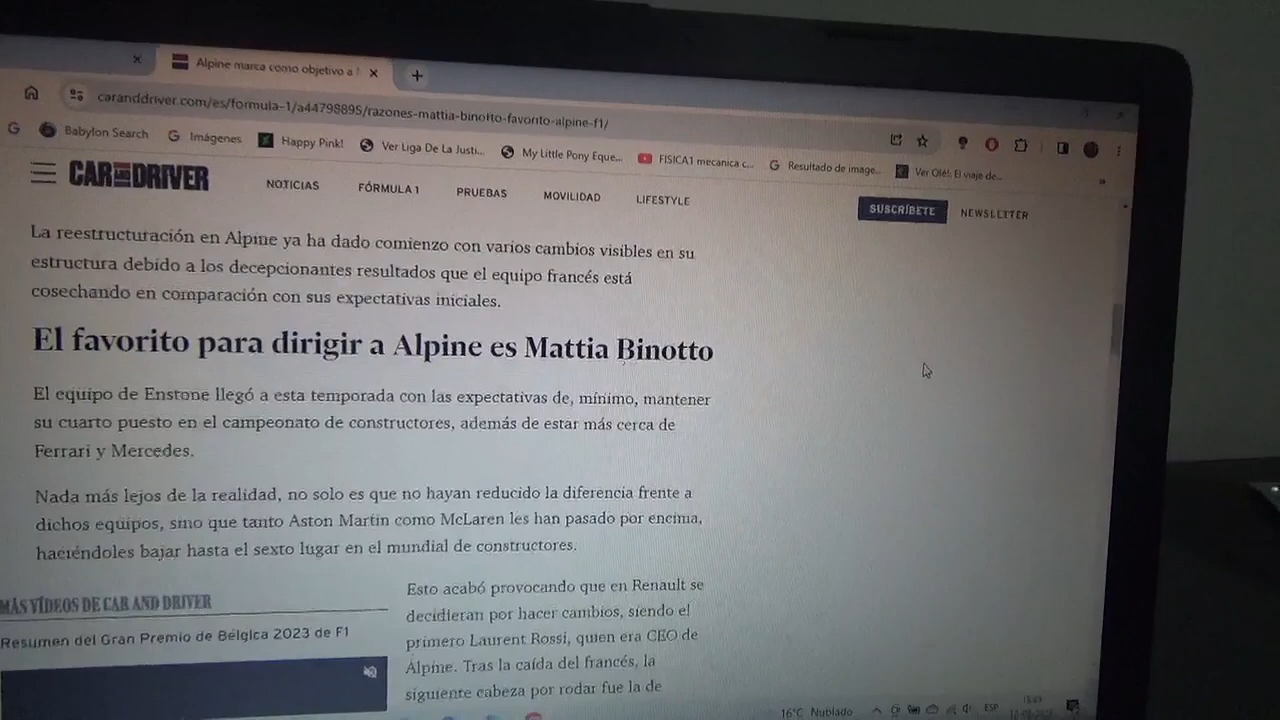 Alpine marca como objetivo a
caranddriver.com/es/formula-1/a44798895/razones-mattia-binotto-favorito-alpine-f1/
Babylon Search
Imágenes
Happy Pink!
Ver Liga De La Justi...
My Little Pony Eque...
FISICA1 mecanica c...
Resultado de image...
Ver Olé!: El viaje de...
CAR AND DRIVER
NOTICIAS
FÓRMULA 1
PRUEBAS
MOVILIDAD
LIFESTYLE
SUSCRÍBETE
NEWSLETTER
La reestructuración en Alpine ya ha dado comienzo con varios cambios visibles en su
estructura debido a los decepcionantes resultados que el equipo francés está
cosechando en comparación con sus expectativas iniciales.
El favorito para dirigir a Alpine es Mattia Binotto
El equipo de Enstone llegó a esta temporada con las expectativas de, mínimo, mantener
su cuarto puesto en el campeonato de constructores, además de estar más cerca de
Ferrari y Mercedes.
Nada más lejos de la realidad, no solo es que no hayan reducido la diferencia frente a
dichos equipos, sino que tanto Aston Martin como McLaren les han pasado por encima,
haciéndoles bajar hasta el sexto lugar en el mundial de constructores.
MÁS VÍDEOS DE CAR AND DRIVER
Resumen del Gran Premio de Bélgica 2023 de F1
Esto acabó provocando que en Renault se
decidieran por hacer cambios, siendo el
primero Laurent Rossi, quien era CEO de
Alpine. Tras la caída del francés, la
siguiente cabeza por rodar fue la de
16°C Nublado
ESP